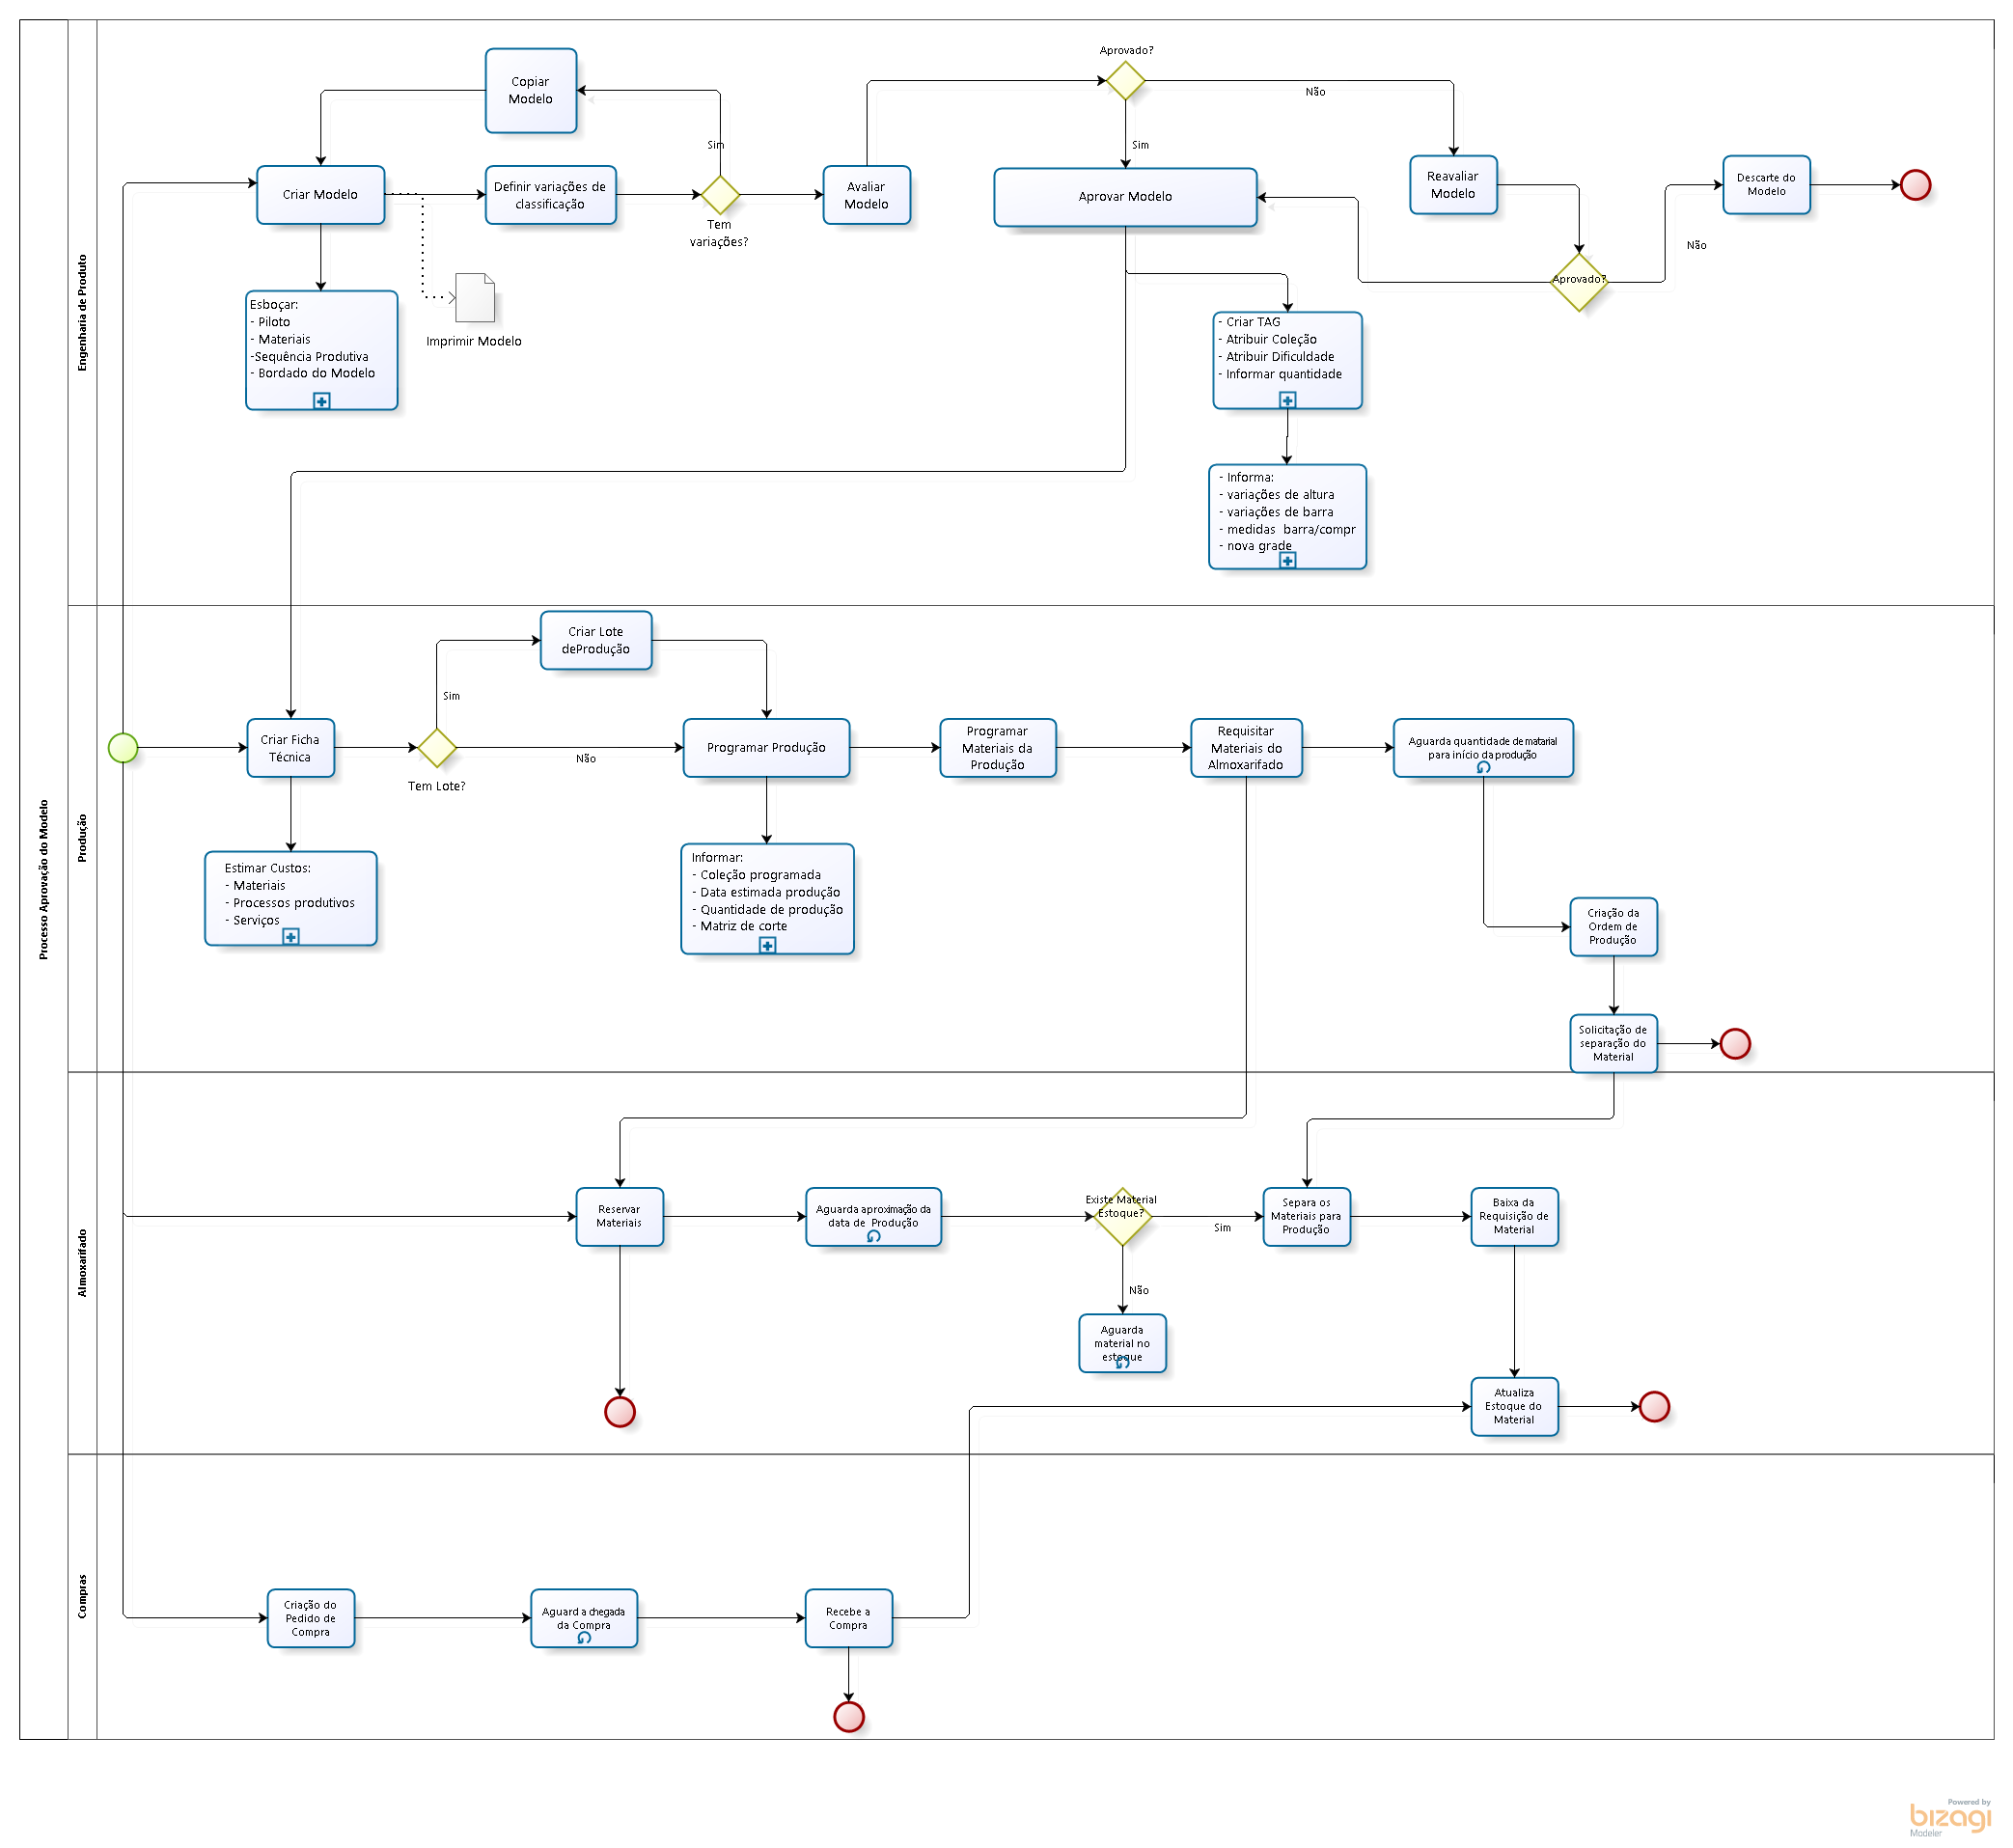 Processo Aprovação do Modelo
Engenharia de Produto
Copiar
Modelo
Aprovado?
Não
Sim
Sim
Criar Modelo
Definir variações de
classificação
Tem
variações?
Avaliar
Modelo
Aprovar Modelo
Reavaliar
Modelo
Descarte do
Modelo
Não
Aprovado?
Esboçar:
- Piloto
- Materiais
-Sequência Produtiva
- Bordado do Modelo
Imprimir Modelo
- Criar TAG
- Atribuir Coleção
- Atribuir Dificuldade
- Informar quantidade
- Informa:
- variações de altura
- variações de barra
- medidas  barra/compr
- nova grade
Produção
Criar Lote
deProdução
Sim
Criar Ficha
Técnica
Tem Lote?
Não
Programar Produção
Programar
Materiais da
Produção
Requisitar
Materiais do
Almoxarifado
Aguarda quantidade de matarial
para início da produção
Estimar Custos:
- Materiais
- Processos produtivos
- Serviços
Informar:
- Coleção programada
- Data estimada produção
- Quantidade de produção
- Matriz de corte
Criação da
Ordem de
Produção
Solicitação de
separação do
Material
Almoxarifado
Reservar
Materiais
Aguarda aproximação da
data de  Produção
Existe Material
Estoque?
Sim
Separa os
Materiais para
Produção
Baixa da
Requisição de
Material
Não
Aguarda
material no
estoque
Atualiza
Estoque do
Material
Compras
Criação do
Pedido de
Compra
Aguard a chegada
da Compra
Recebe a
Compra
Powered by
bizagi
Modeler